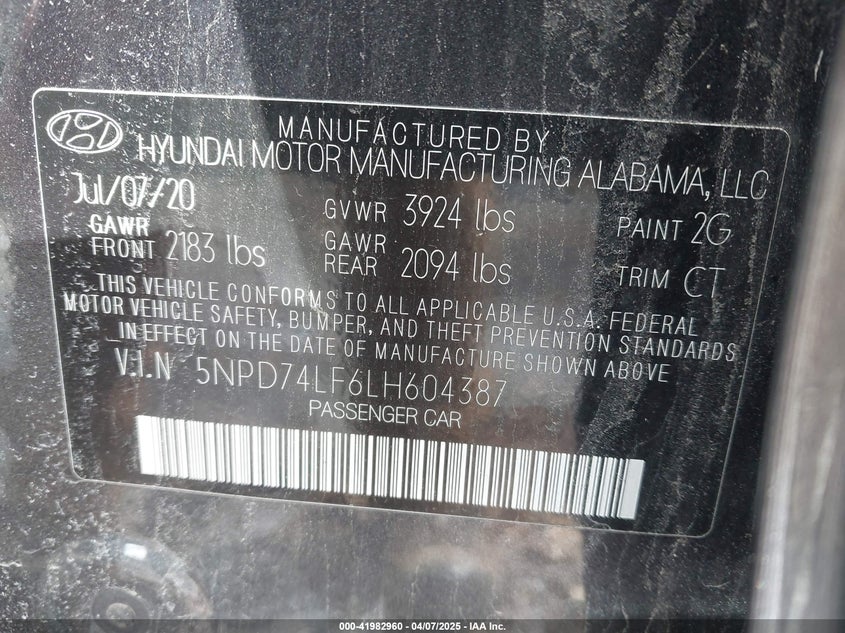 MANUFACTURED BY
HYUNDAI MOTOR MANUFACTURING ALABAMA, LLC
Jul/07/20 GVWR 3924 lbs PAINT 2G
GAWR FRONT 2183 lbs GAWR REAR 2094 lbs TRIM CT
THIS VEHICLE CONFORMS TO ALL APPLICABLE U.S.A. FEDERAL
MOTOR VEHICLE SAFETY, BUMPER, AND THEFT PREVENTION STANDARDS
IN EFFECT ON THE DATE OF MANUFACTURE SHOWN ABOVE
V.I.N 5NPD74LF6LH604387
PASSENGER CAR
000-41982960 - 04/07/2025 - IAA Inc.